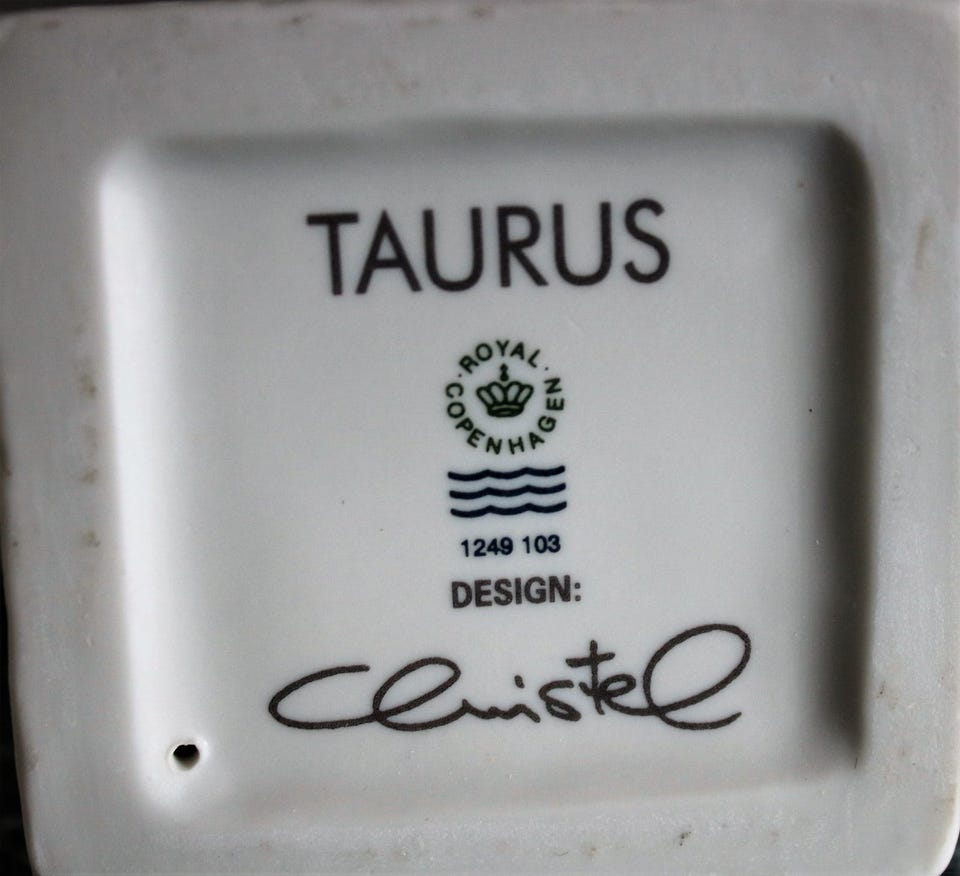 TAURUS
ROYAL · COPENHAGEN ·
1249 103
DESIGN:
Christel